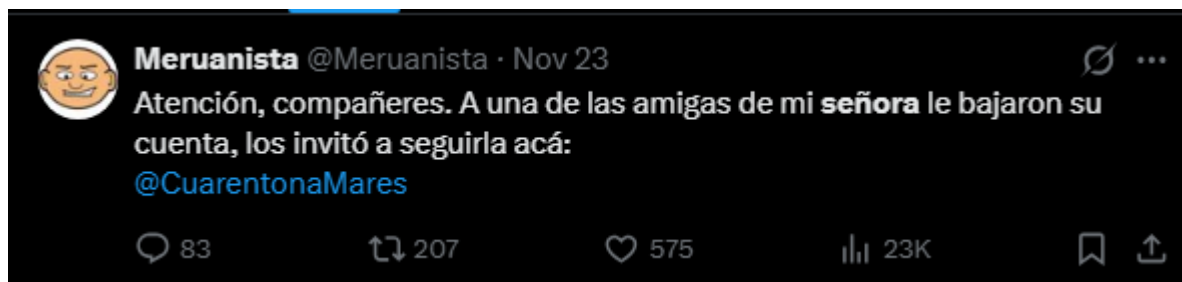 Meruanista @Meruanista · Nov 23
Atención, compañeres. A una de las amigas de mi señora le bajaron su
cuenta, los invitó a seguirla acá:
@CuarentonaMares
83 207 575 23K